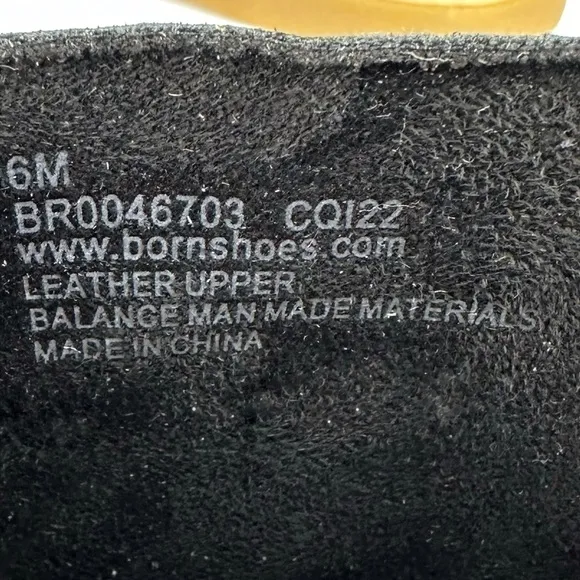 6M
BR0046703 CQI22
www.bornshoes.com
LEATHER UPPER
BALANCE MAN MADE MATERIALS
MADE IN CHINA